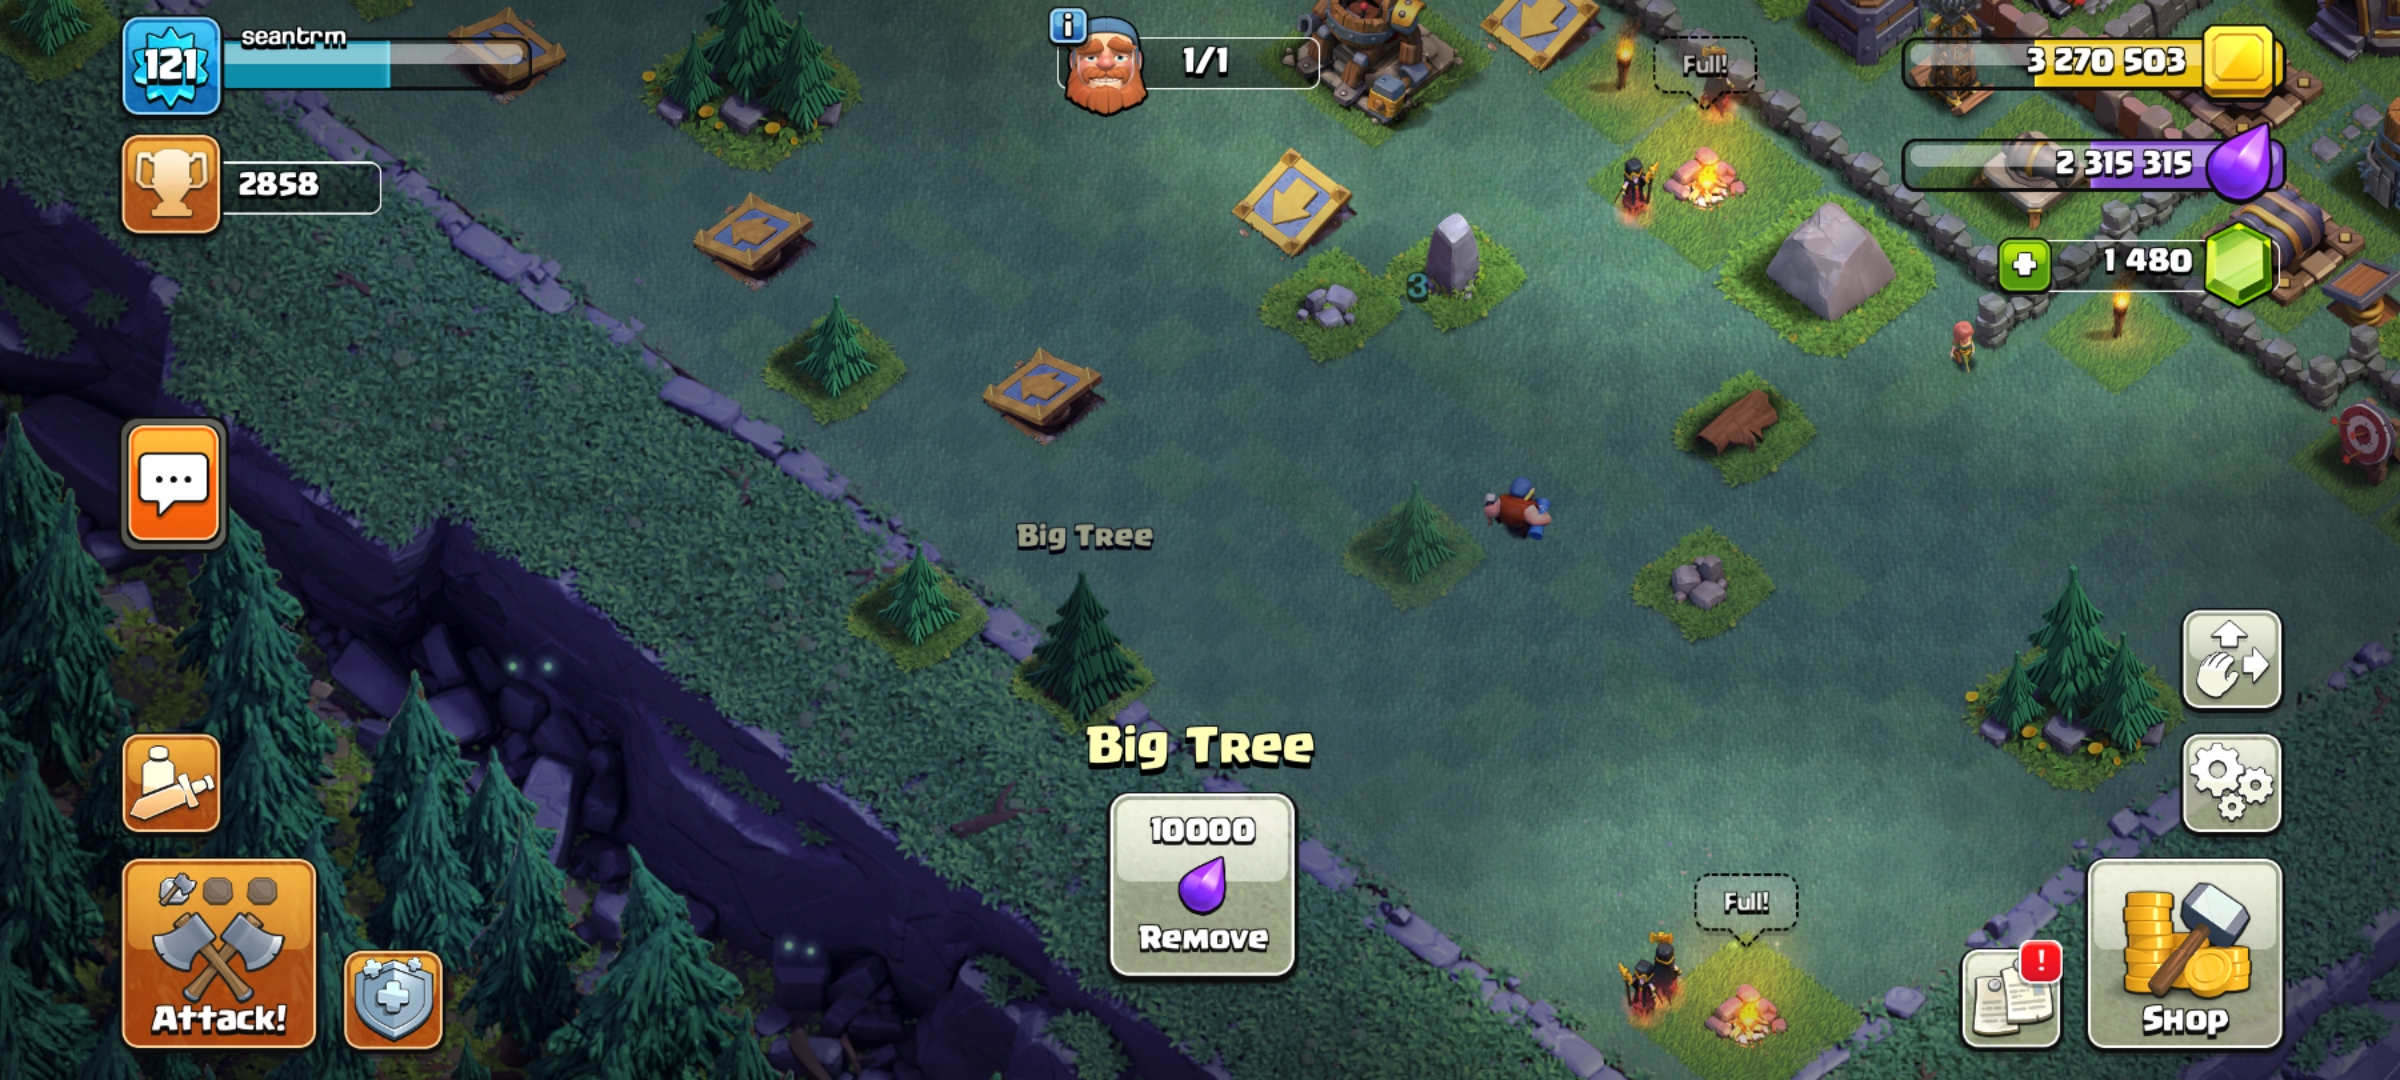 seantrm
121
1/1
Full!
3 270 503
2858
2 315 315
1 480
3
Big Tree
Big Tree
10000
Remove
Full!
!
Attack!
Shop